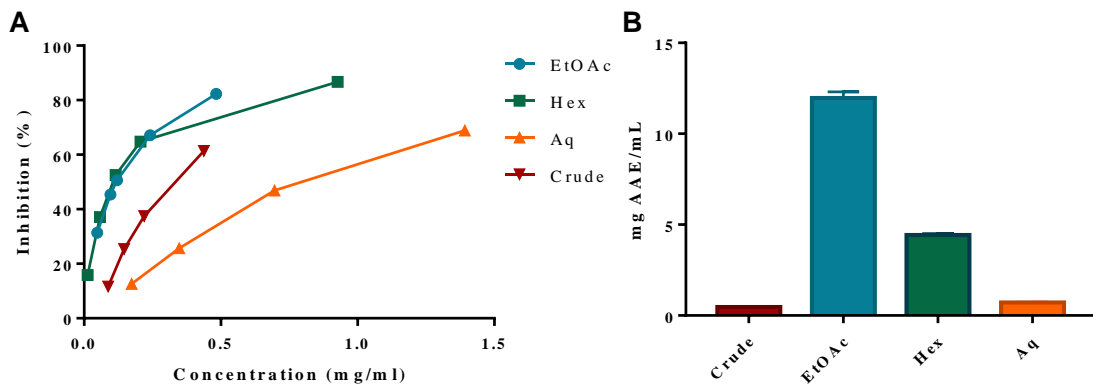 A
Inhibition (%)
100
80
60
40
20
0
0.0
0.5
1.0
1.5
Concentration (mg/ml)
EtOAc
Hex
Aq
Crude
B
mg AAE/mL
15
10
5
0
Crude
EtOAc
Hex
Aq